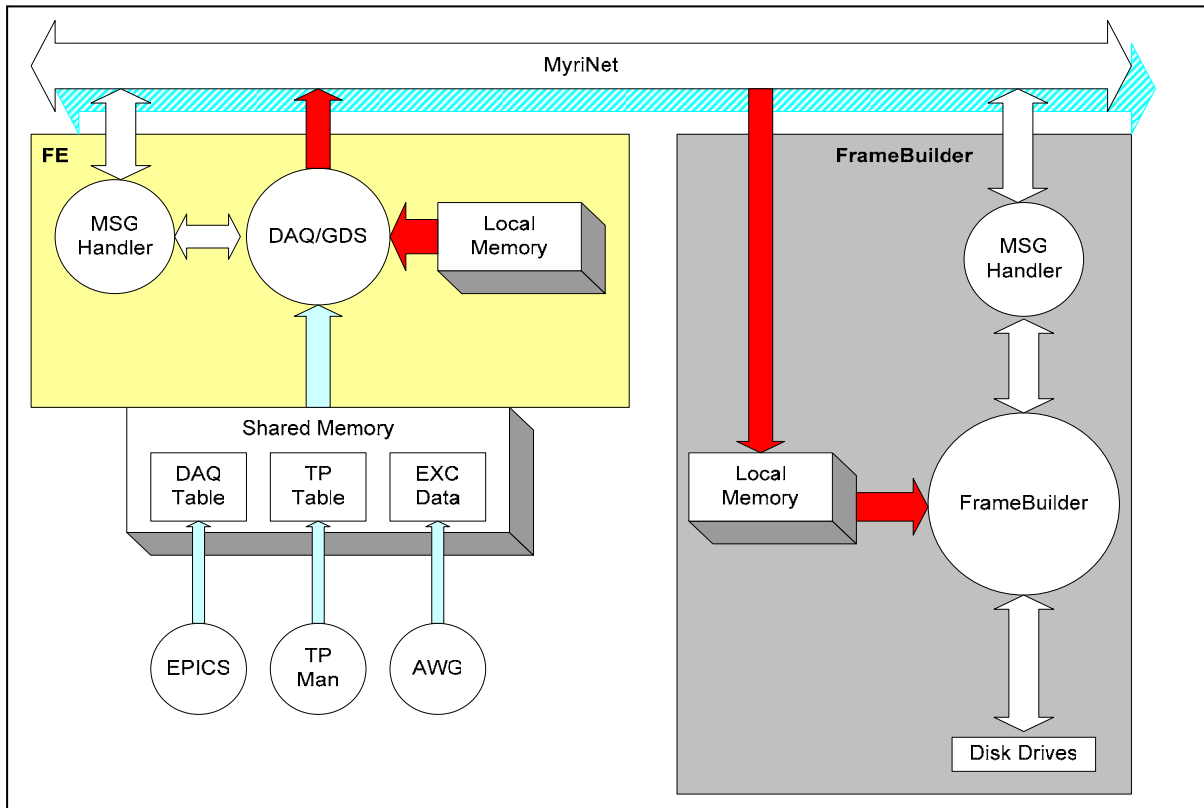 MyriNet
FE
MSG
Handler
DAQ/GDS
Local
Memory
Shared Memory
DAQ
Table
TP
Table
EXC
Data
EPICS
TP
Man
AWG
FrameBuilder
MSG
Handler
Local
Memory
FrameBuilder
Disk Drives